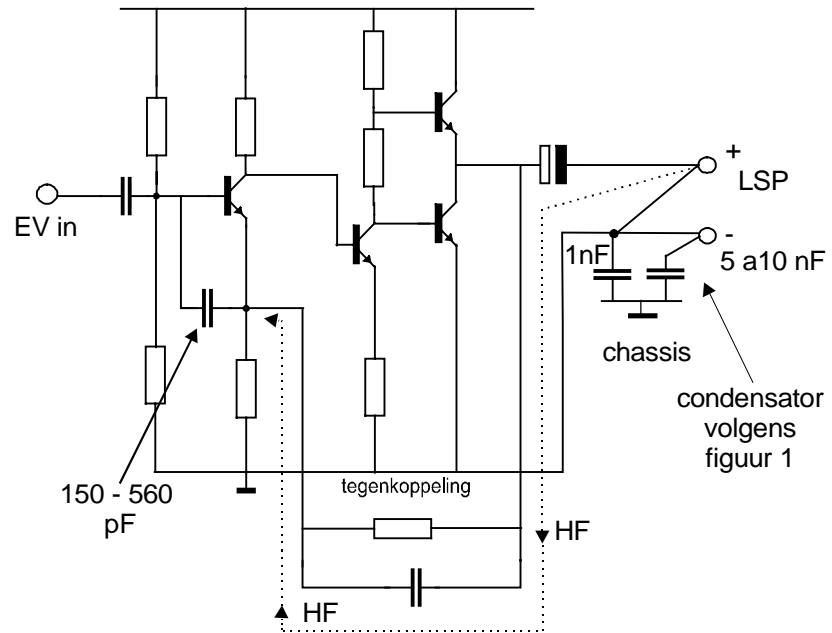 EV in
+
LSP
-
1nF
5 a10 nF
chassis
condensator
volgens
figuur 1
150 - 560
pF
tegenkoppeling
HF
HF